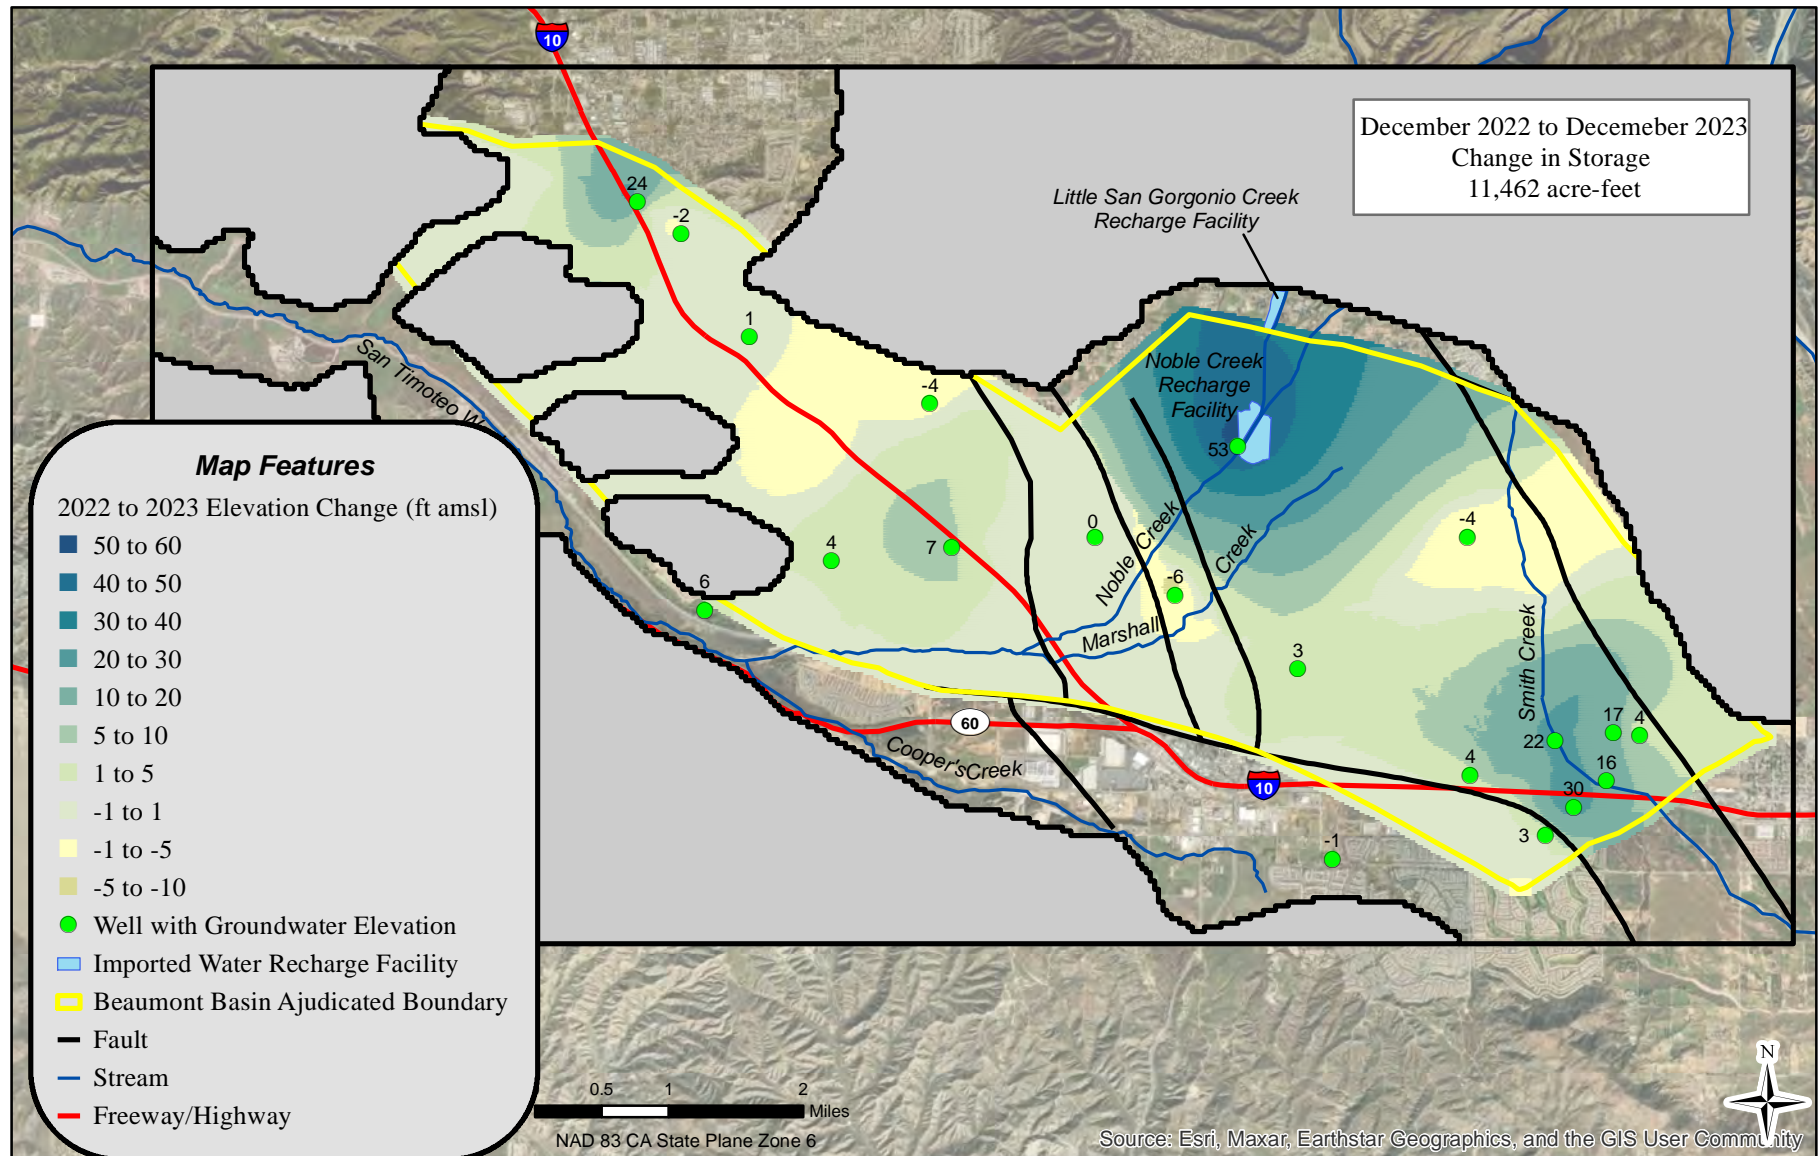 10
December 2022 to Decemeber 2023
Change in Storage
11,462 acre-feet
Little San Gorgonio Creek
Recharge Facility
24
-2
1
-4
Noble Creek
Recharge
Facility
53
San Timoteo W
0
-4
7
4
6
-6
Noble Creek
Creek
Marshall
3
Smith Creek
17
4
22
16
4
30
3
-1
60
10
Cooper'sCreek
Map Features
2022 to 2023 Elevation Change (ft amsl)
50 to 60
40 to 50
30 to 40
20 to 30
10 to 20
5 to 10
1 to 5
-1 to 1
-1 to -5
-5 to -10
Well with Groundwater Elevation
Imported Water Recharge Facility
Beaumont Basin Ajudicated Boundary
Fault
Stream
Freeway/Highway
0.5 1 2
Miles
NAD 83 CA State Plane Zone 6
N
Source: Esri, Maxar, Earthstar Geographics, and the GIS User Community